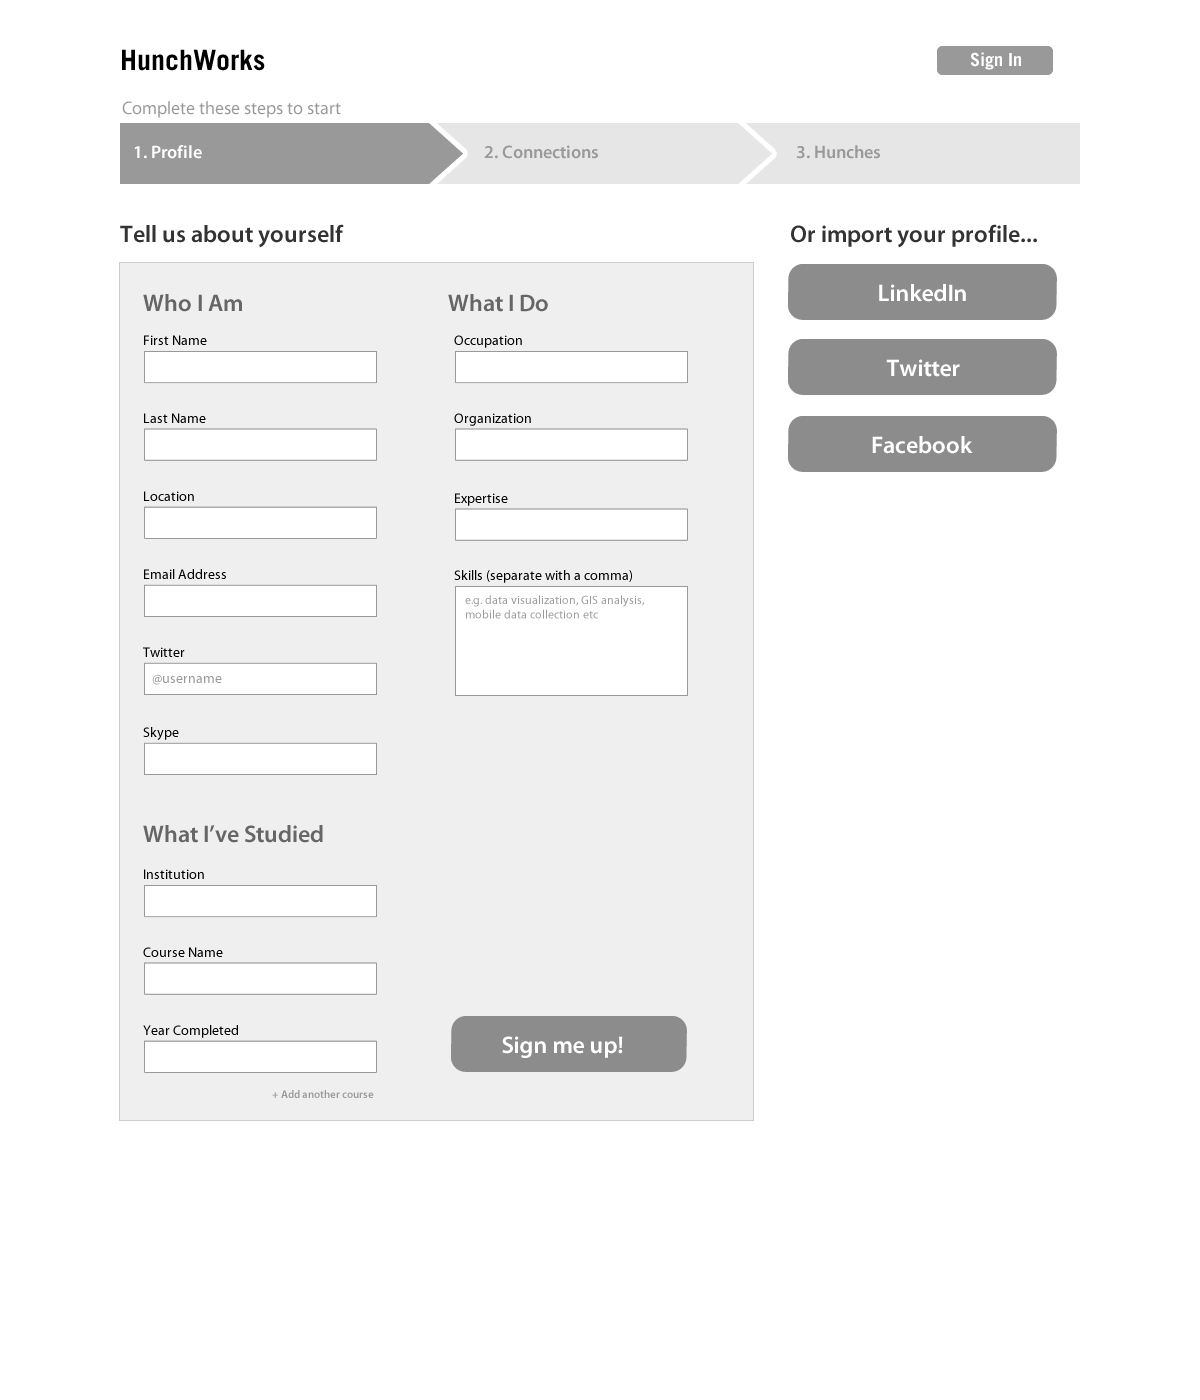 HunchWorks
Sign In
Complete these steps to start
1. Profile
2. Connections
3. Hunches
Tell us about yourself
Who I Am
First Name
Last Name
Location
Email Address
Twitter
@username
Skype
What I’ve Studied
Institution
Course Name
Year Completed
+ Add another course
What I Do
Occupation
Organization
Expertise
Skills (separate with a comma)
e.g. data visualization, GIS analysis,
mobile data collection etc
Sign me up!
Or import your profile...
LinkedIn
Twitter
Facebook